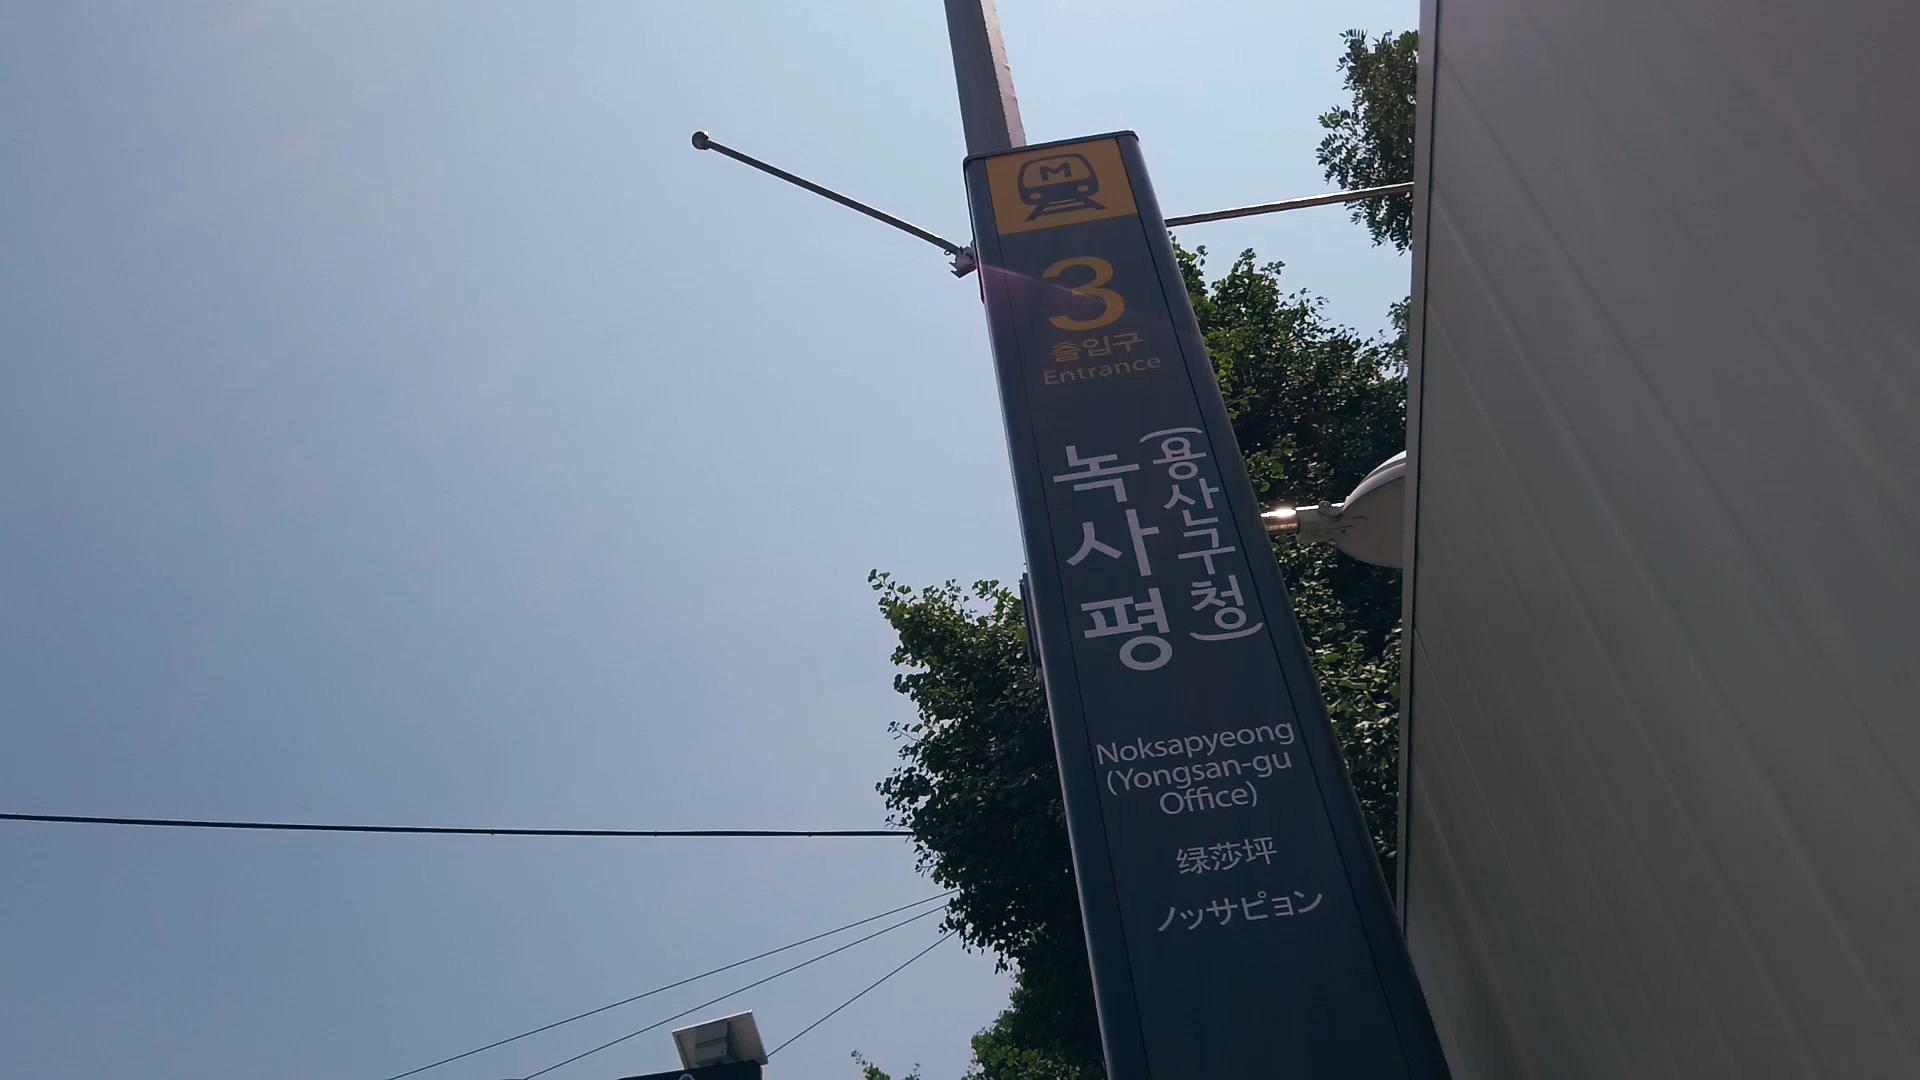 M
3
출입구
Entrance
녹사평
(용산구청)
Noksapyeong
(Yongsan-gu
Office)
绿莎坪
ノッサピョン